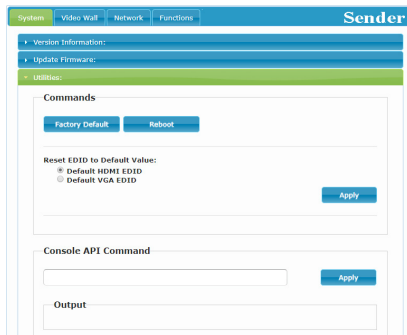 System Video Wall Network Functions Sender
Version Information:
Update Firmware:
Utilities:
Commands
Factory Default Reboot
Reset EDID to Default Value:
Default HDMI EDID
Default VGA EDID
Apply
Console API Command
Apply
Output